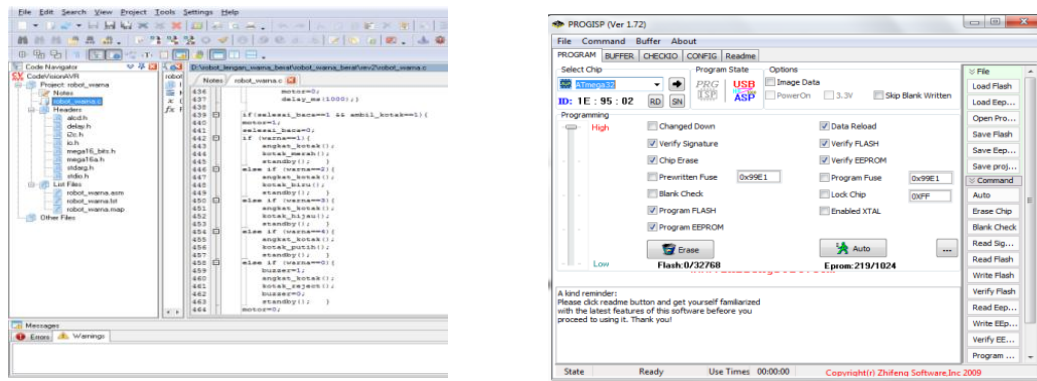 File Edit Search View Project Tools Settings Help
Code Navigator
CodeVisionAVR
Project: robot_warna
Notes
robot_warna.c
Headers
alcd.h
delay.h
i2c.h
io.h
mega16_bits.h
mega16a.h
stdarg.h
stdio.h
List Files
robot_warna.asm
robot_warna.lst
robot_warna.map
Other Files
Notes robot_warna.c
436 motor=0;
437 delay_ms(1000);}
438
439 if(selesai_baca==1 && ambil_kotak==1){
440 motor=1;
441 selesai_baca=0;
442 if (warna==1){
443 angkat_kotak();
444 kotak_merah();
445 standby(); }
446 else if (warna==2){
447 angkat_kotak();
448 kotak_biru();
449 standby(); }
450 else if (warna==3){
451 angkat_kotak();
452 kotak_hijau();
453 standby(); }
454 else if (warna==4){
455 angkat_kotak();
456 kotak_putih();
457 standby(); }
458 else if (warna==0){
459 buzzer=1;
460 angkat_kotak();
461 kotak_reject();
462 buzzer=0;
463 standby(); }
464 motor=0;
Messages
Errors Warnings
PROGISP (Ver 1.72)
File Command Buffer About
PROGRAM BUFFER CHECKIO CONFIG Readme
Select Chip Program State Options
ATmega32 PRG ISP USB ASP Image Data
PowerOn 3.3V Skip Blank Written
ID: 1E : 95 : 02 RD SN
Programming
High
Changed Down Data Reload
Verify Signature Verify FLASH
Chip Erase Verify EEPROM
Prewritten Fuse 0x99E1 Program Fuse 0x99E1
Blank Check Lock Chip 0xFF
Program FLASH Enabled XTAL
Program EEPROM
Erase Auto ...
Low Flash:0/32768 Eprom:219/1024
A kind reminder:
Please click readme button and get yourself familiarized
with the latest features of this software befeore you
proceed to using it. Thank you!
State Ready Use Times 00:00:00 Copyright(r) Zhifeng Software,Inc 2009
File
Load Flash
Load Eep...
Open Pro...
Save Flash
Save Eep...
Save proj...
Command
Auto
Erase Chip
Blank Check
Read Sig...
Read Flash
Write Flash
Verify Flash
Read Eep...
Write EEp...
Verify EE...
Program ...